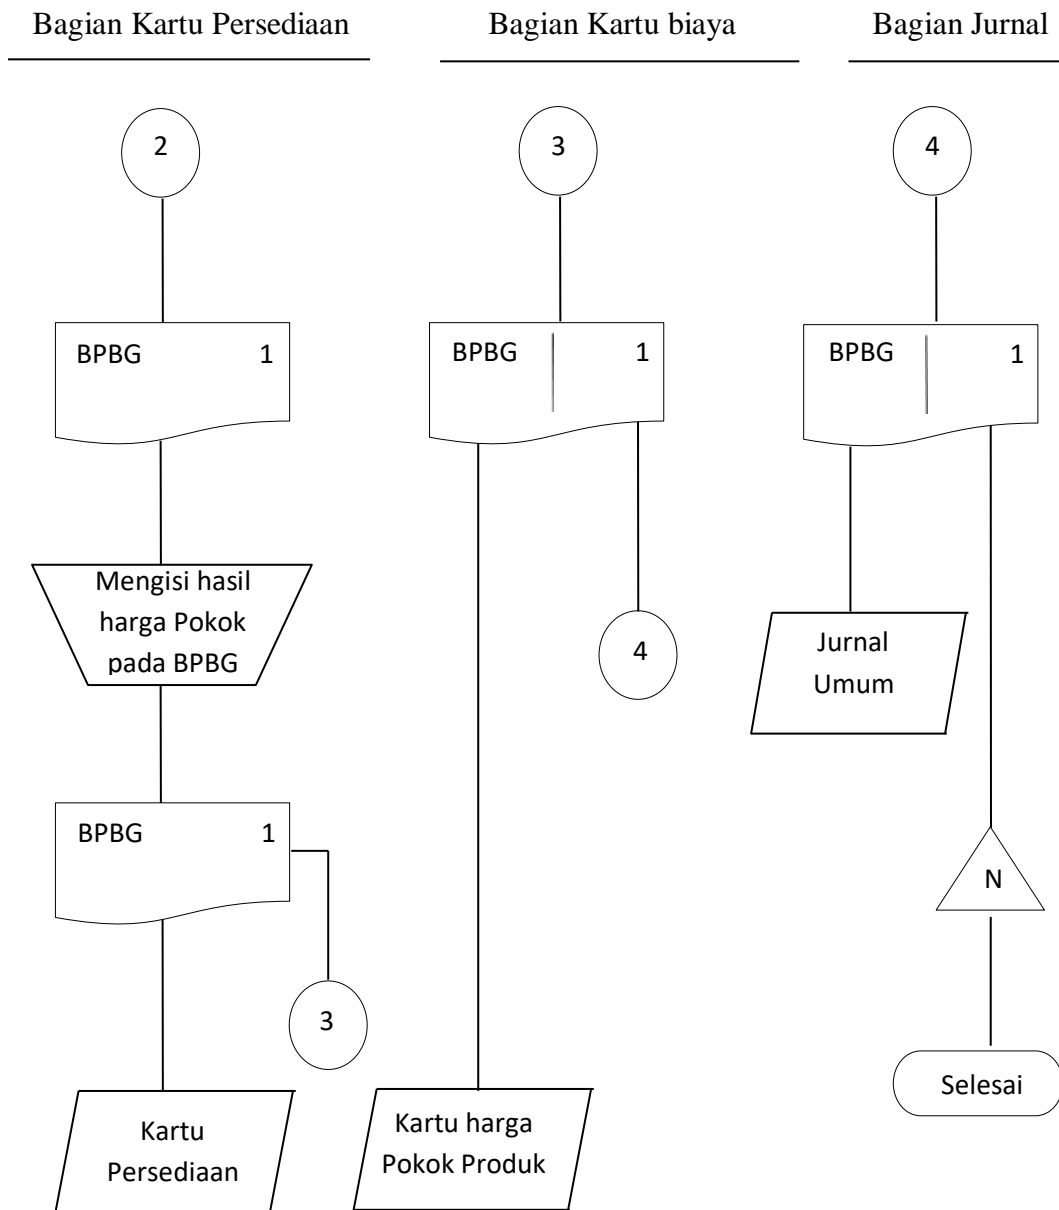 Bagian Kartu Persediaan
Bagian Kartu biaya
Bagian Jurnal
2
3
4
BPBG 1
BPBG 1
BPBG 1
Mengisi hasil
harga Pokok
pada BPBG
4
Jurnal
Umum
BPBG 1
N
3
Selesai
Kartu
Persediaan
Kartu harga
Pokok Produk